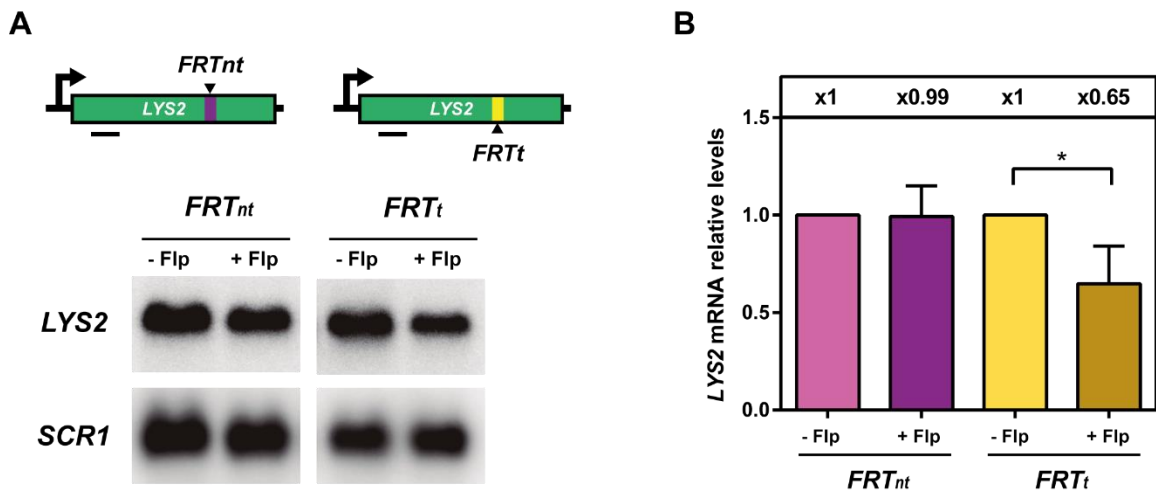 A
FRTnt
LYS2
LYS2
FRTt
FRTnt
FRTt
- Flp
+ Flp
- Flp
+ Flp
LYS2
SCR1
B
x1
x0.99
x1
x0.65
1.5
*
1.0
0.5
0.0
LYS2 mRNA relative levels
- Flp
+ Flp
- Flp
+ Flp
FRTnt
FRTt